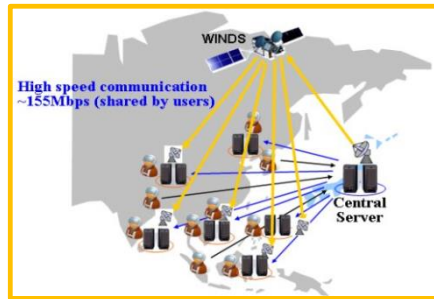 WINDS
High speed communication
~155Mbps (shared by users)
Central
Server